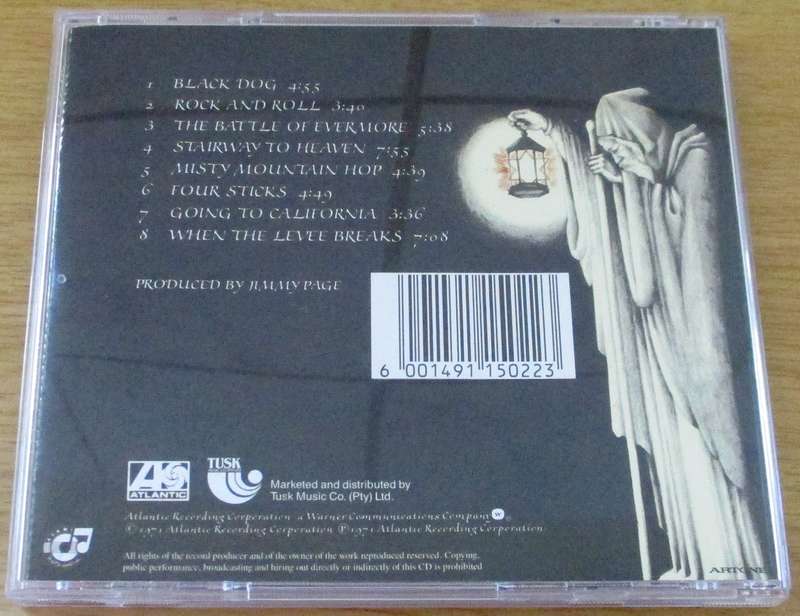 1 BLACK DOG 4:55
2 ROCK AND ROLL 3:40
3 THE BATTLE OF EVERMORE 5:38
4 STAIRWAY TO HEAVEN 7:55
5 MISTY MOUNTAIN HOP 4:39
6 FOUR STICKS 4:49
7 GOING TO CALIFORNIA 3:36
8 WHEN THE LEVEE BREAKS 7:08
PRODUCED BY JIMMY PAGE
6 001491 150223
ATLANTIC
TUSK
Marketed and distributed by
Tusk Music Co. (Pty) Ltd.
Atlantic Recording Corporation a Warner Communications Company W ®
© 1971 Atlantic Recording Corporation ℗ 1971 Atlantic Recording Corporation
All rights of the record producer and of the owner of the work reproduced reserved. Copying,
public performance, broadcasting and hiring out directly or indirectly of this CD is prohibited
ARTONE